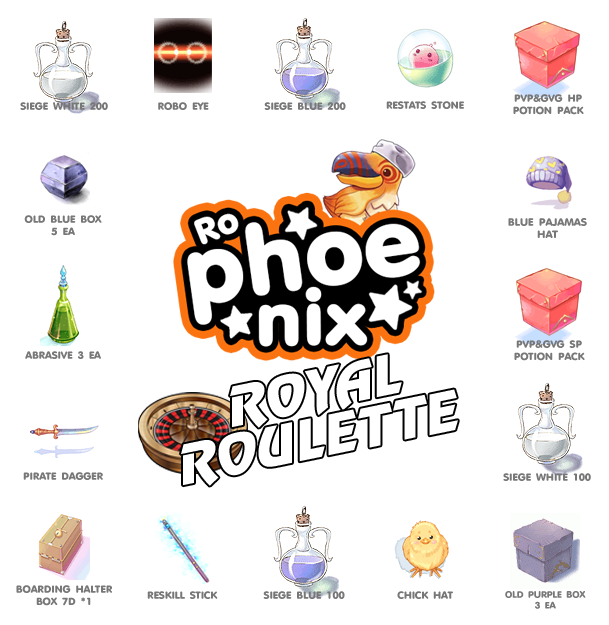 SIEGE WHITE 200
ROBO EYE
SIEGE BLUE 200
RESTATS STONE
PVP&GVG HP
POTION PACK
OLD BLUE BOX
5 EA
BLUE PAJAMAS
HAT
RO
phoe
nix
ABRASIVE 3 EA
PVP&GVG SP
POTION PACK
ROYAL
ROULETTE
PIRATE DAGGER
SIEGE WHITE 100
BOARDING HALTER
BOX 7D *1
RESKILL STICK
SIEGE BLUE 100
CHICK HAT
OLD PURPLE BOX
3 EA